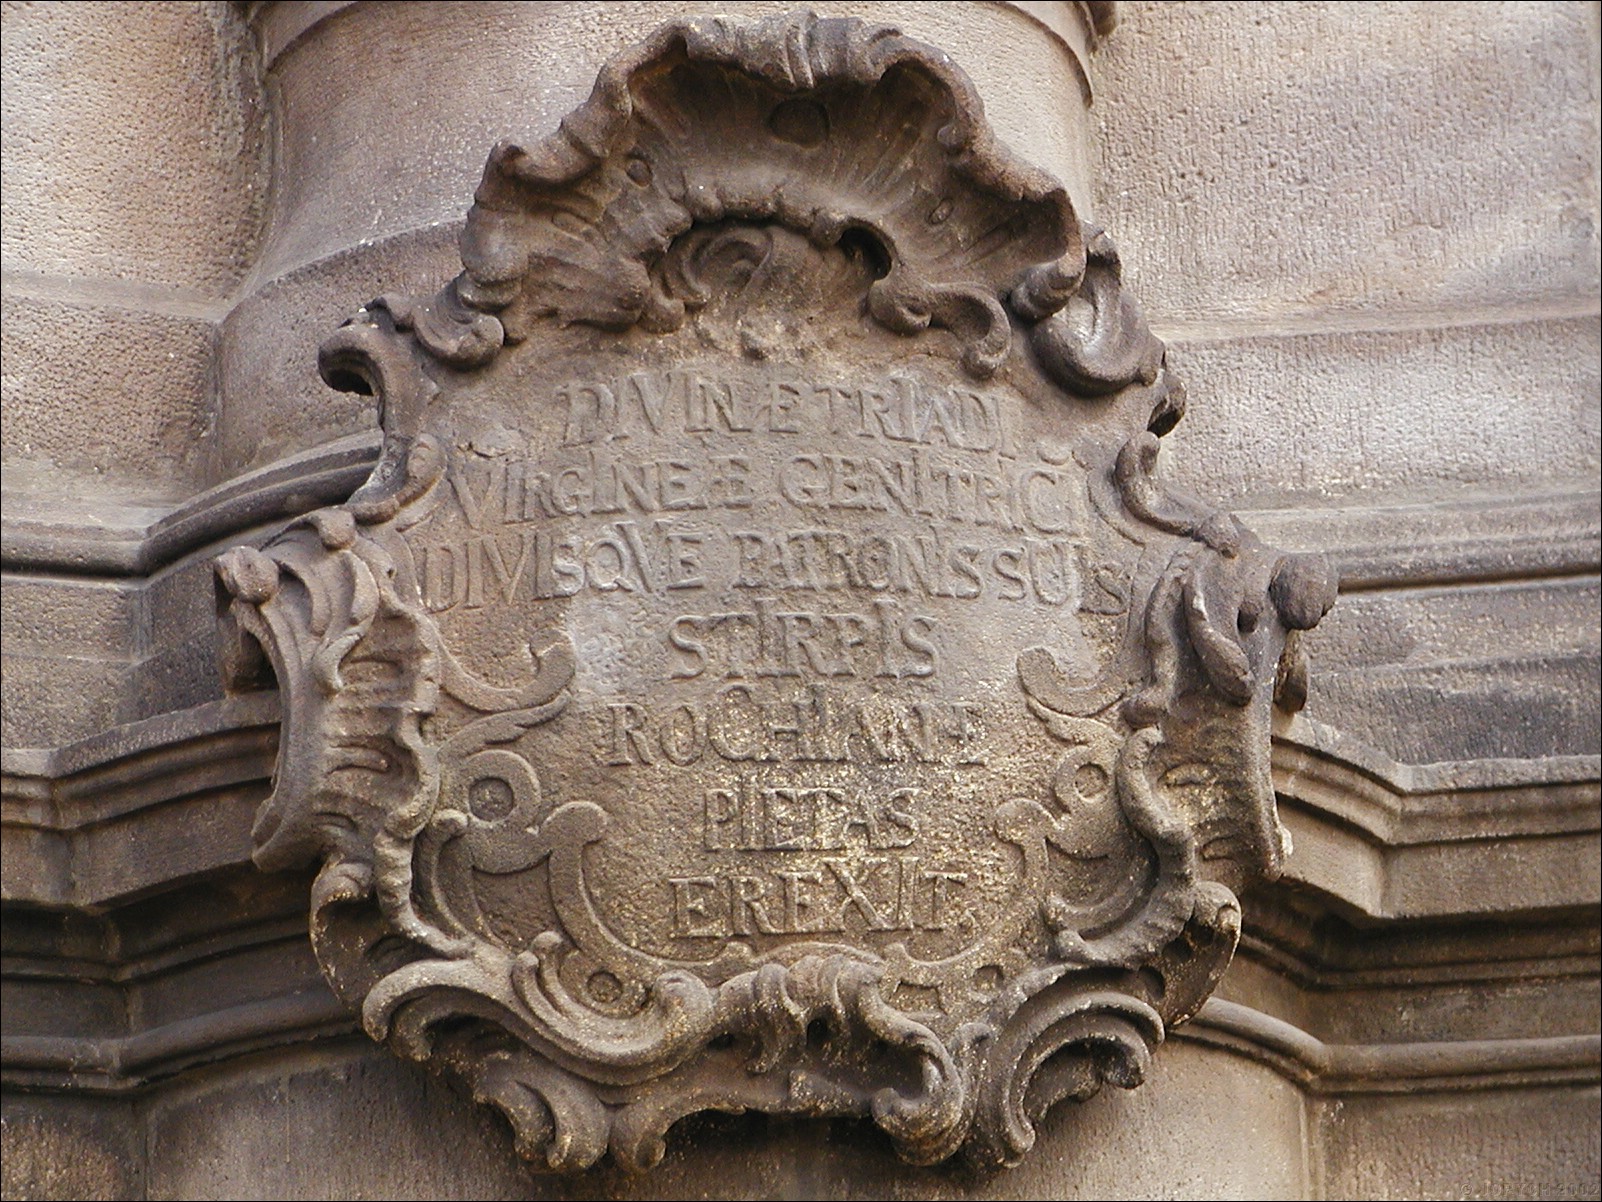 DIVINÆ TRIADI
VIRGINEÆ GENITRICI
DIVISQVE PATRONIS SUIS
STIRPIS
ROCHIANÆ
PIETAS
EREXIT